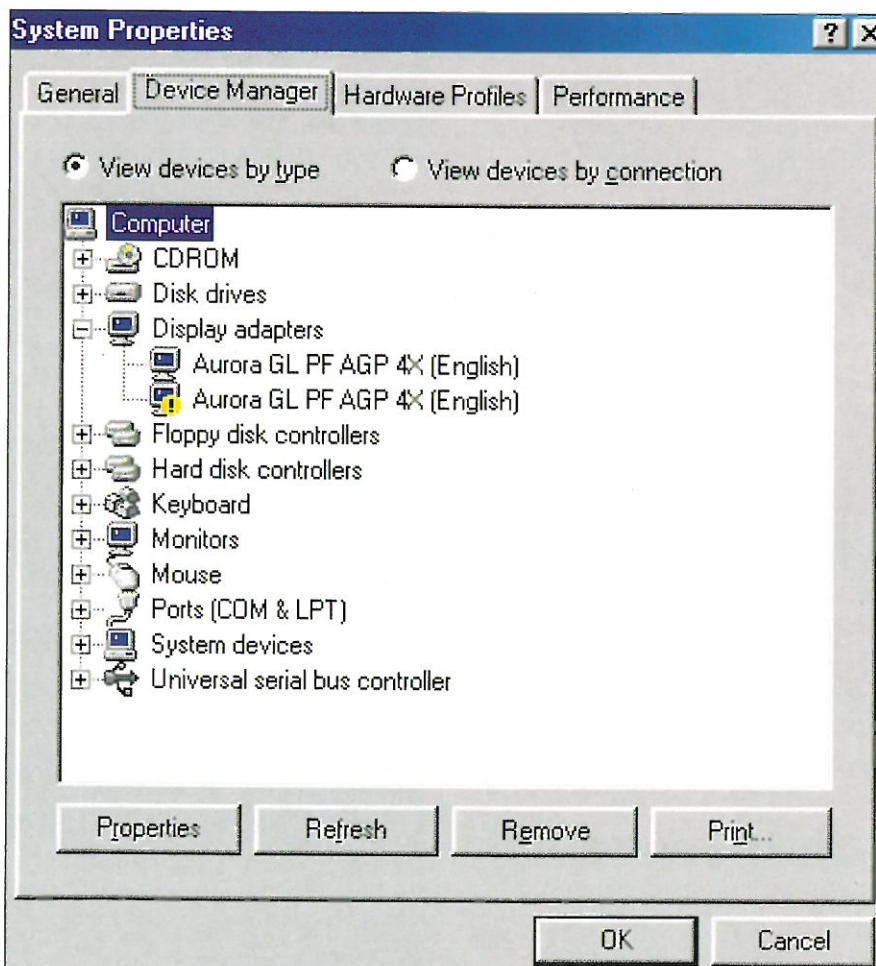 System Properties
General Device Manager Hardware Profiles Performance
View devices by type View devices by connection
Computer
CDROM
Disk drives
Display adapters
Aurora GL PF AGP 4X (English)
Aurora GL PF AGP 4X (English)
Floppy disk controllers
Hard disk controllers
Keyboard
Monitors
Mouse
Ports (COM & LPT)
System devices
Universal serial bus controller
Properties Refresh Remove Print...
OK Cancel